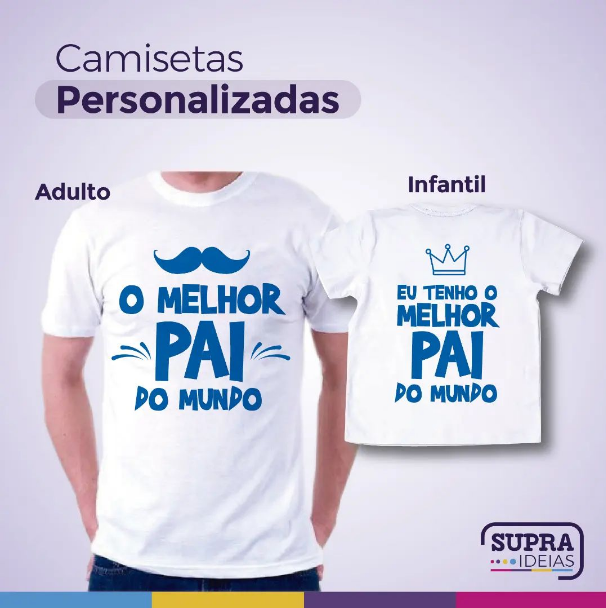 Camisetas
Personalizadas
Adulto
Infantil
O MELHOR
PAI
DO MUNDO
EU TENHO O
MELHOR
PAI
DO MUNDO
SUPRA
IDEIAS